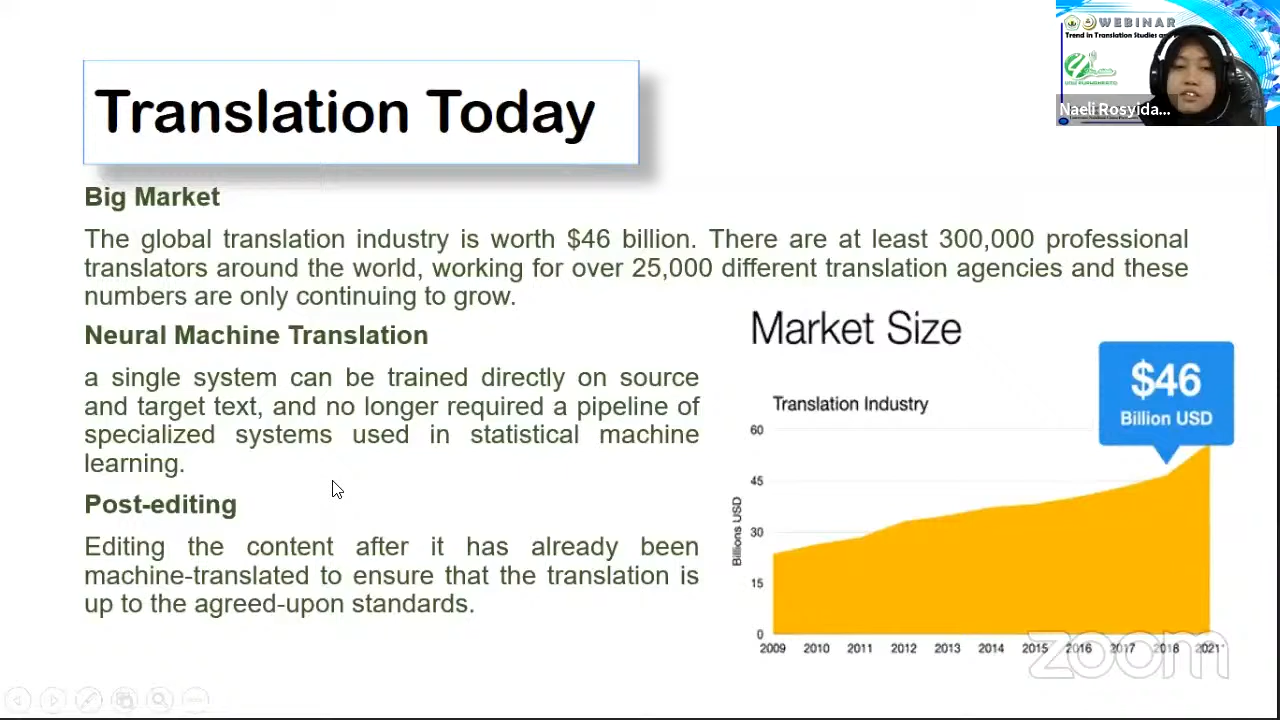 WEBINAR
Trend in Translation Studies
Naeli Rosyida...
Translation Today
Big Market
The global translation industry is worth $46 billion. There are at least 300,000 professional
translators around the world, working for over 25,000 different translation agencies and these
numbers are only continuing to grow.
Neural Machine Translation
a single system can be trained directly on source
and target text, and no longer required a pipeline of
specialized systems used in statistical machine
learning.
Post-editing
Editing the content after it has already been
machine-translated to ensure that the translation is
up to the agreed-upon standards.
Market Size
$46
Billion USD
Translation Industry
60
45
30
15
0
Billions USD
2009 2010 2011 2012 2013 2014 2015 2016 2017 2018 2021*
zoom